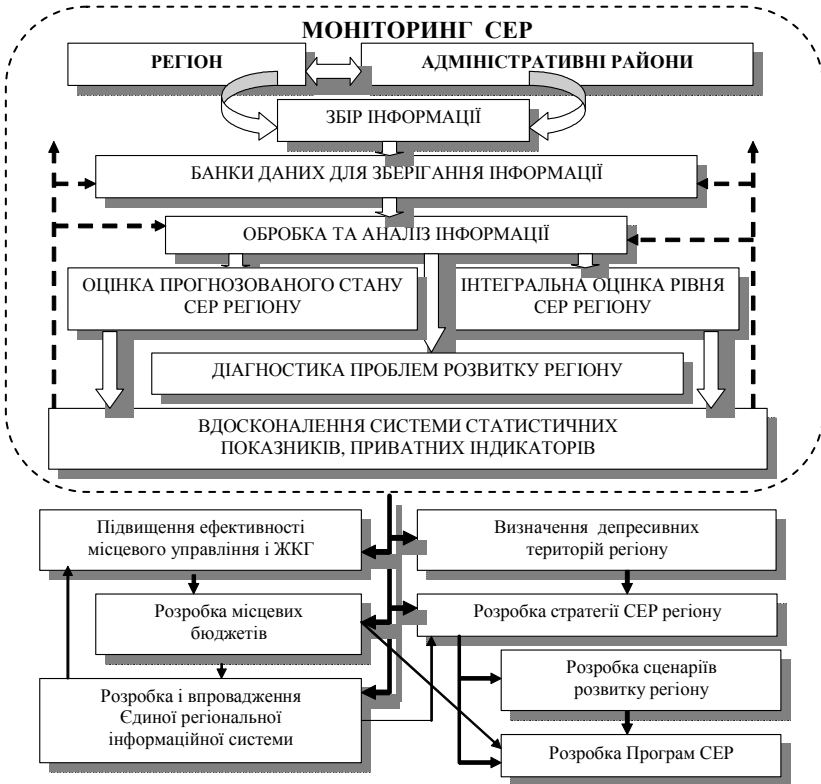 МОНІТОРИНГ СЕР
РЕГІОН
АДМІНІСТРАТИВНІ РАЙОНИ
ЗБІР ІНФОРМАЦІЇ
БАНКИ ДАНИХ ДЛЯ ЗБЕРІГАННЯ ІНФОРМАЦІЇ
ОБРОБКА ТА АНАЛІЗ ІНФОРМАЦІЇ
ОЦІНКА ПРОГНОЗОВАНОГО СТАНУ
СЕР РЕГІОНУ
ІНТЕГРАЛЬНА ОЦІНКА РІВНЯ
СЕР РЕГІОНУ
ДІАГНОСТИКА ПРОБЛЕМ РОЗВИТКУ РЕГІОНУ
ВДОСКОНАЛЕННЯ СИСТЕМИ СТАТИСТИЧНИХ
ПОКАЗНИКІВ, ПРИВАТНИХ ІНДИКАТОРІВ
Підвищення ефективності
місцевого управління і ЖКГ
Визначення депресивних
територій регіону
Розробка місцевих
бюджетів
Розробка стратегії СЕР регіону
Розробка і впровадження
Єдиної регіональної
інформаційної системи
Розробка сценаріїв
розвитку регіону
Розробка Програм СЕР